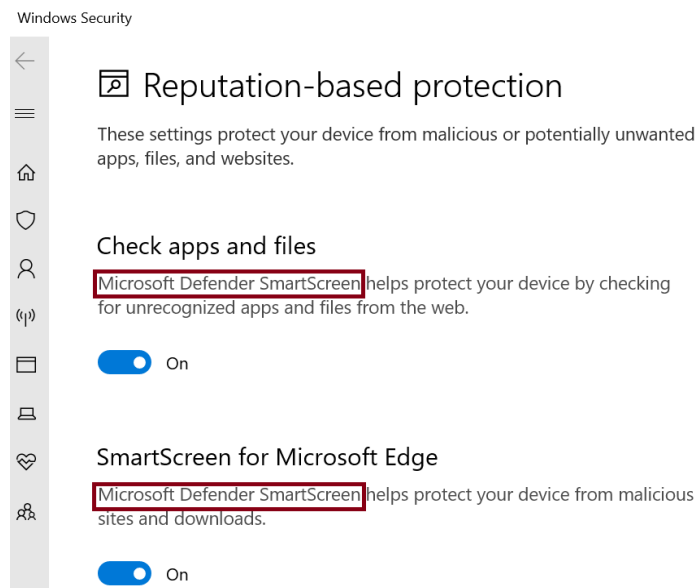 Windows Security
Reputation-based protection
These settings protect your device from malicious or potentially unwanted
apps, files, and websites.
Check apps and files
Microsoft Defender SmartScreen helps protect your device by checking
for unrecognized apps and files from the web.
On
SmartScreen for Microsoft Edge
Microsoft Defender SmartScreen helps protect your device from malicious
sites and downloads.
On